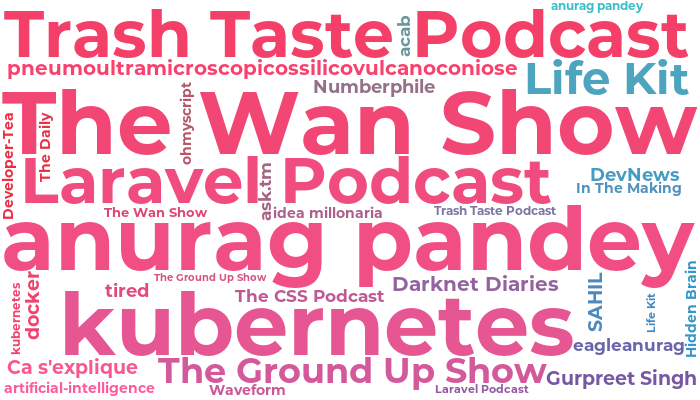 anurag pandey
Trash Taste Podcast
acab
pneumoultramicroscopicossilicovulcanoconiose
Life Kit
Numberphile
The Wan Show
ohmyscript
Developer-Tea
The Daily
Laravel Podcast
ask.tm
DevNews
In The Making
The Wan Show
idea millonaria
Trash Taste Podcast
anurag pandey
The Ground Up Show
kubernetes
docker
tired
The CSS Podcast
Darknet Diaries
SAHIL
Life Kit
Hidden Brain
kubernetes
eagleanurag
Ca s'explique
The Ground Up Show
Gurpreet Singh
artificial-intelligence
Waveform
Laravel Podcast